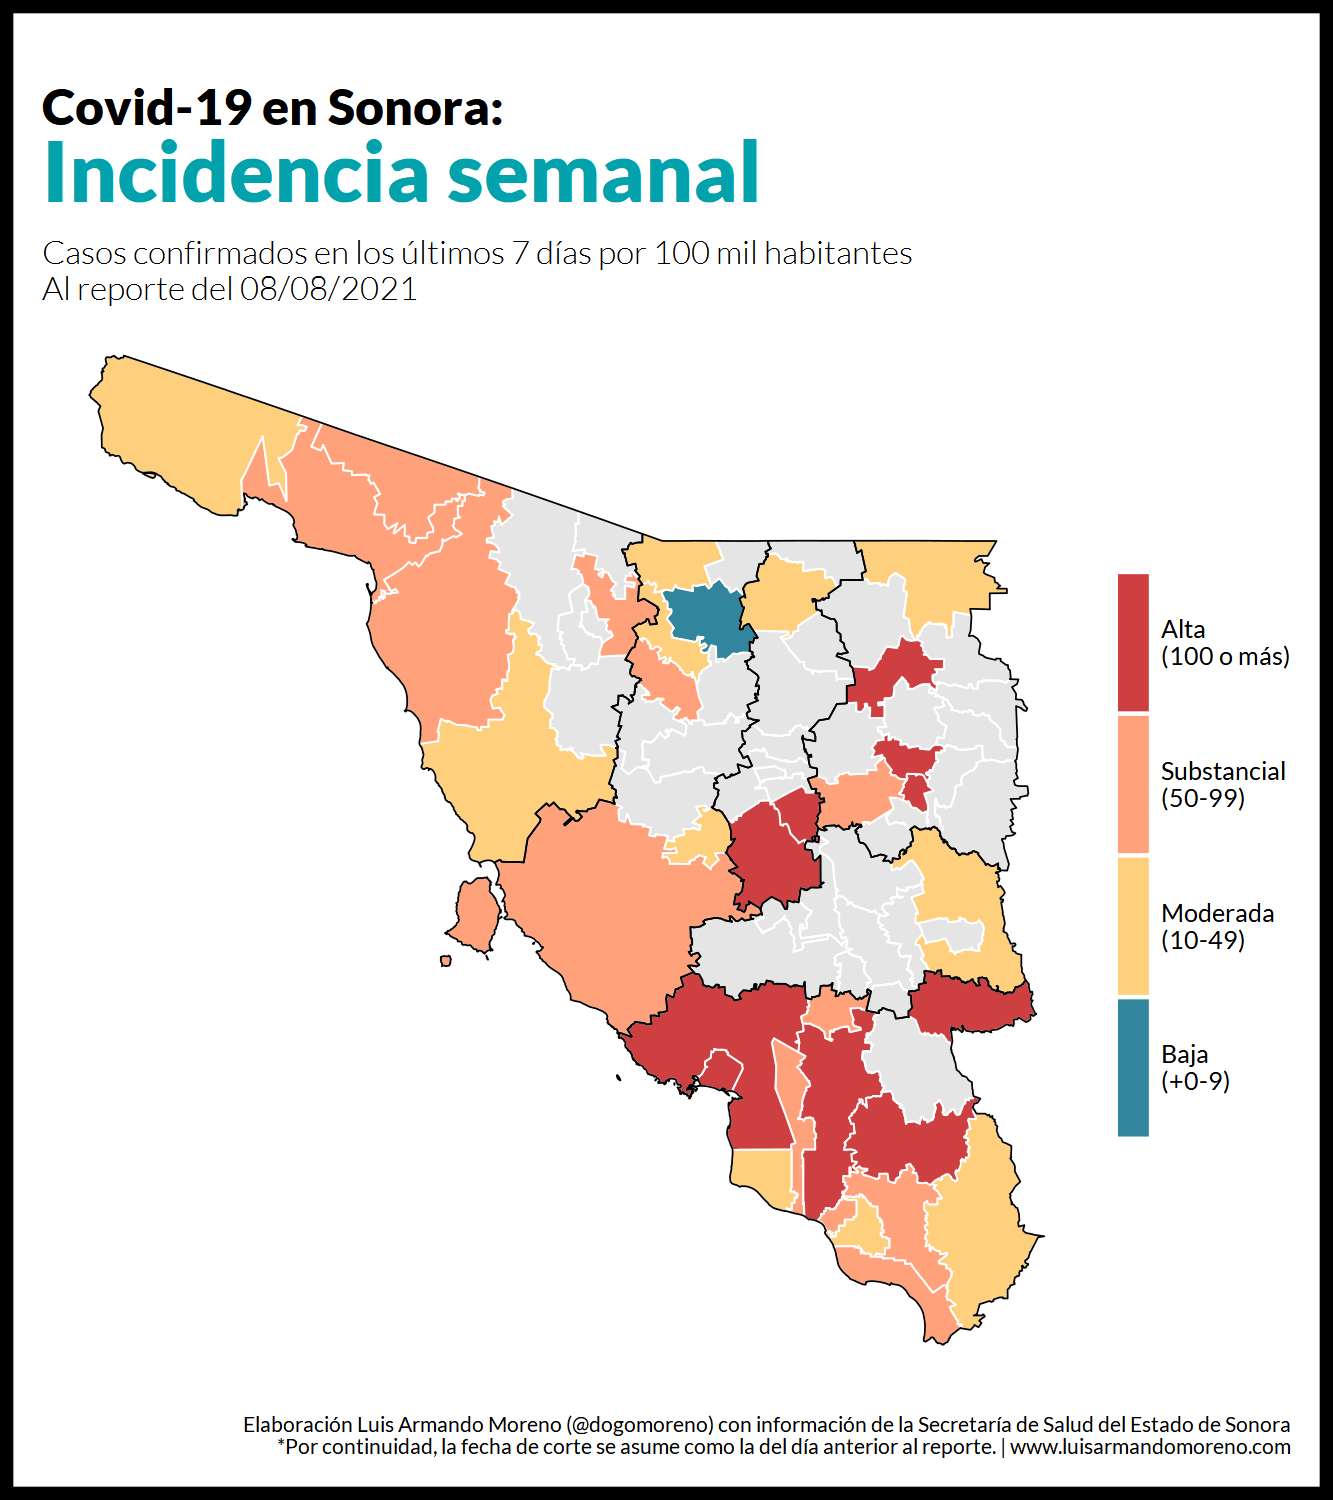 Covid-19 en Sonora:
Incidencia semanal
Casos confirmados en los últimos 7 días por 100 mil habitantes
Al reporte del 08/08/2021
Alta
(100 o más)
Substancial
(50-99)
Moderada
(10-49)
Baja
(+0-9)
Elaboración Luis Armando Moreno (@dogomoreno) con información de la Secretaría de Salud del Estado de Sonora
*Por continuidad, la fecha de corte se asume como la del día anterior al reporte. | www.luisarmandomoreno.com